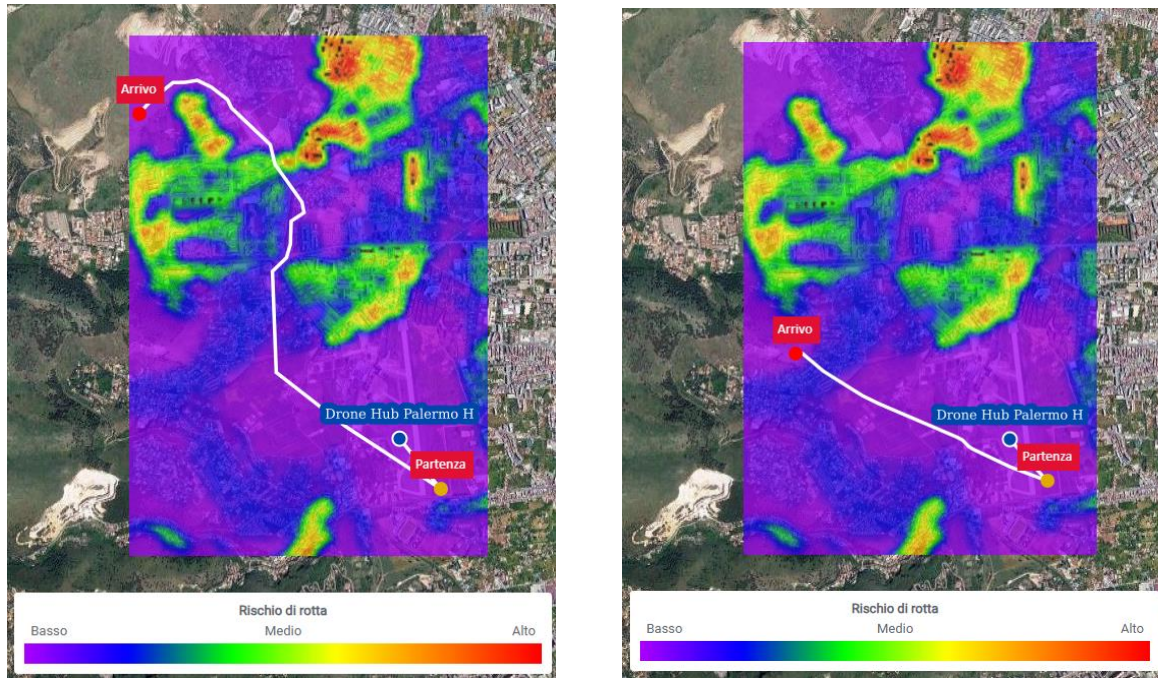 Arrivo
Drone Hub Palermo H
Partenza
Rischio di rotta
Basso Medio Alto
Arrivo
Drone Hub Palermo H
Partenza
Rischio di rotta
Basso Medio Alto